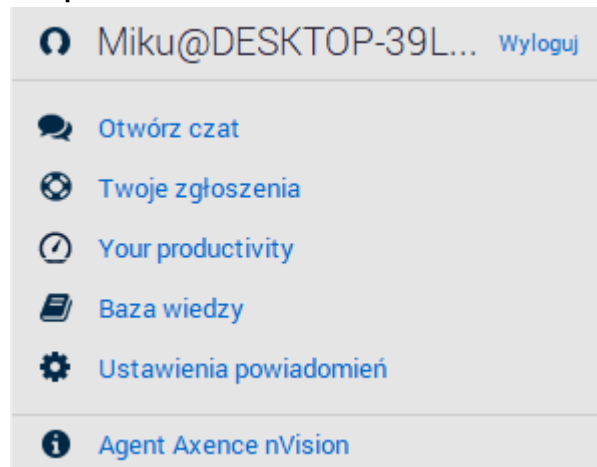 Miku@DESKTOP-39L... Wyloguj
Otwórz czat
Twoje zgłoszenia
Your productivity
Baza wiedzy
Ustawienia powiadomień
Agent Axence nVision